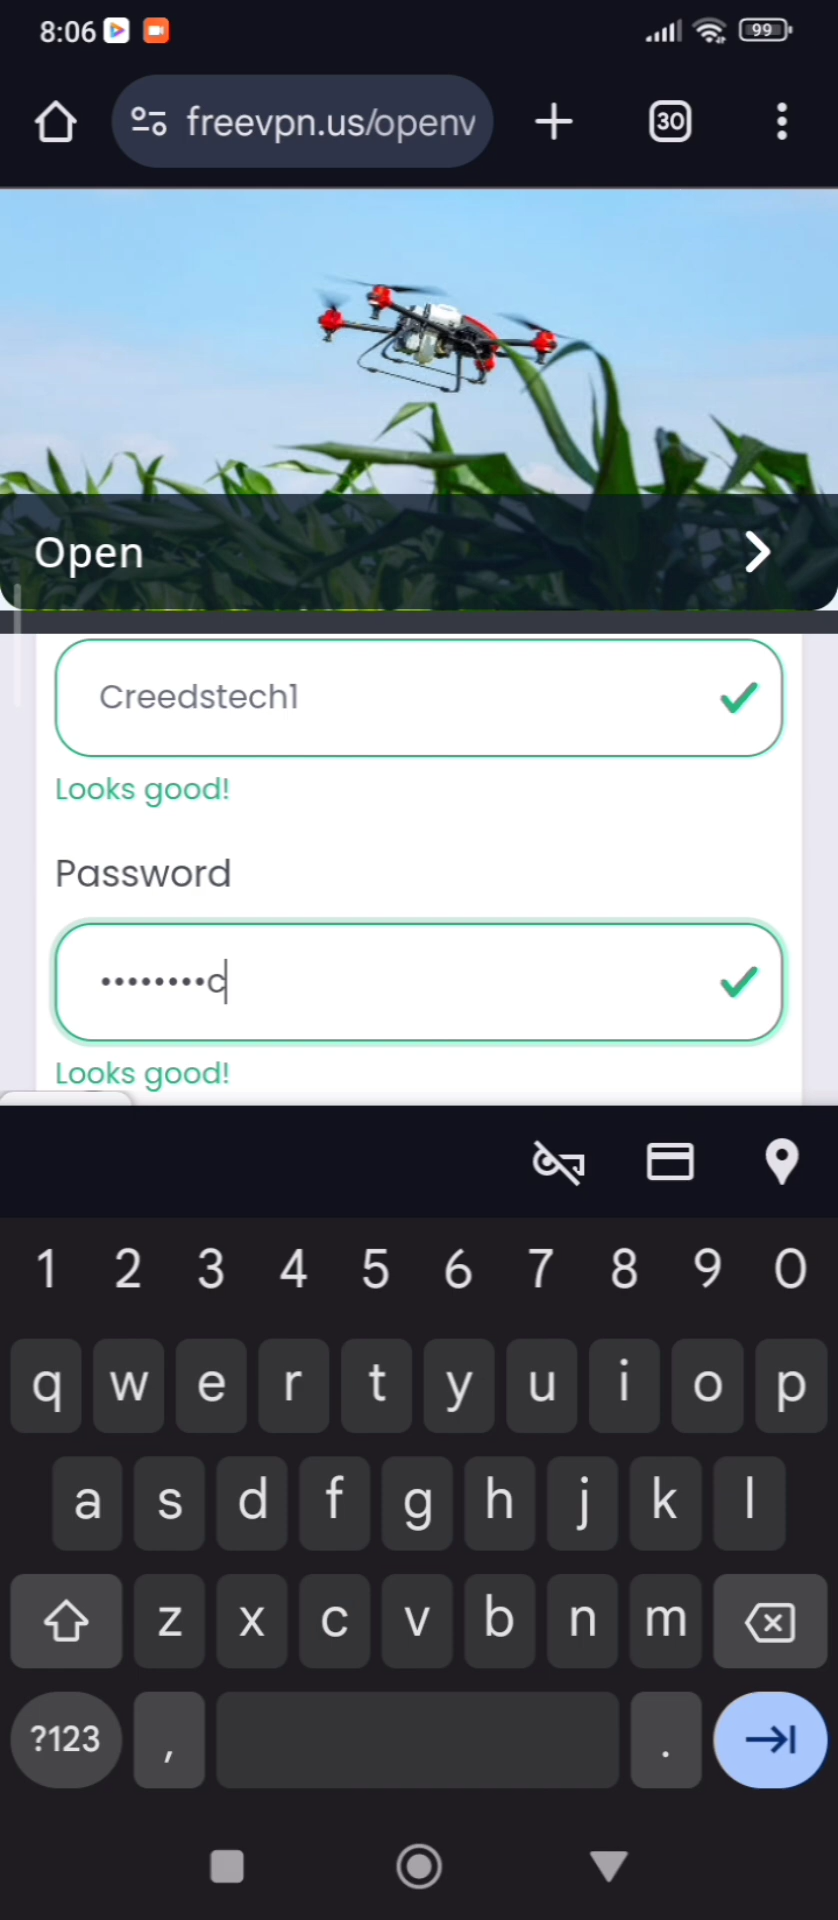 8:06
99
freevpn.us/openv
30
Open
Creedstech1
Looks good!
Password
••••••••c
Looks good!
1 2 3 4 5 6 7 8 9 0
q w e r t y u i o p
a s d f g h j k l
z x c v b n m
?123 , .